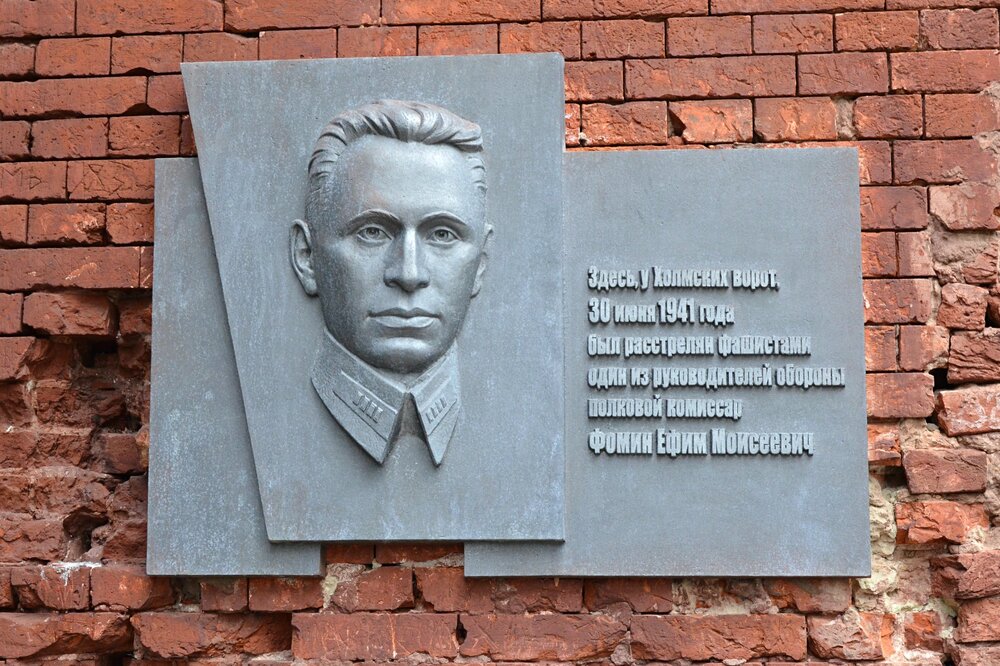 Здесь, у Холмских ворот,
30 июня 1941 года
был расстрелян фашистами
один из руководителей обороны
полковой комиссар
Фомин Ефим Моисеевич